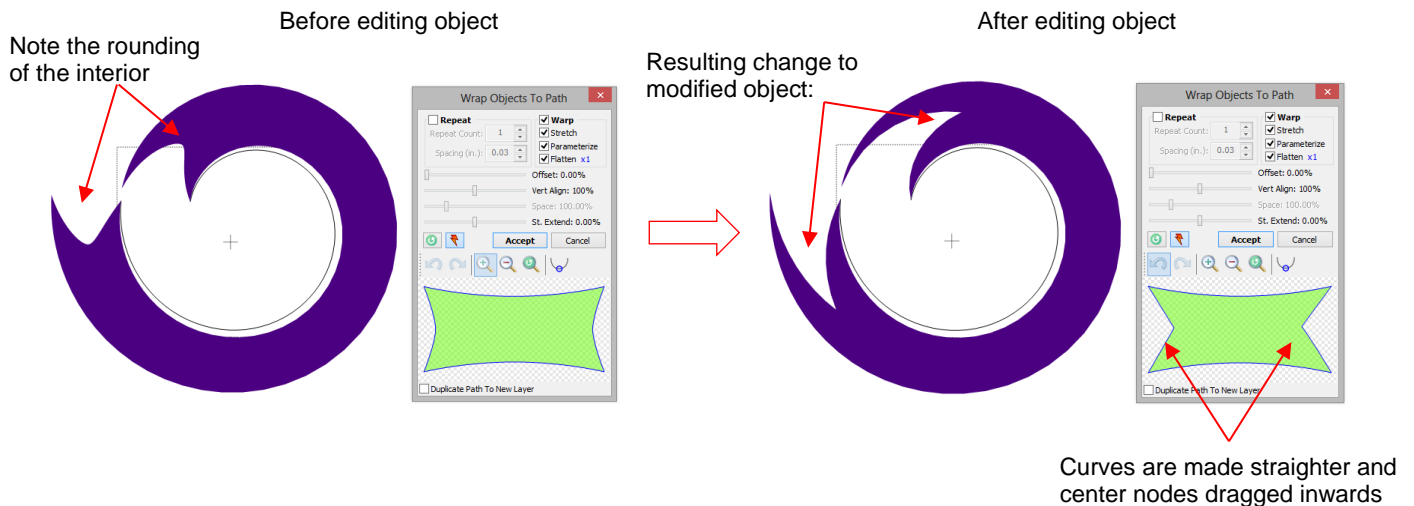 Before editing object
After editing object
Note the rounding
of the interior
Resulting change to
modified object:
Wrap Objects To Path
Repeat
Warp
Repeat Count: 1
Stretch
Parameterize
Spacing (in.): 0.03
Flatten x1
Offset: 0.00%
Vert Align: 100%
Space: 100.00%
St. Extend: 0.00%
Accept
Cancel
Duplicate Path To New Layer
Wrap Objects To Path
Repeat
Warp
Repeat Count: 1
Stretch
Parameterize
Spacing (in.): 0.03
Flatten x1
Offset: 0.00%
Vert Align: 100%
Space: 100.00%
St. Extend: 0.00%
Accept
Cancel
Duplicate Path To New Layer
Curves are made straighter and
center nodes dragged inwards